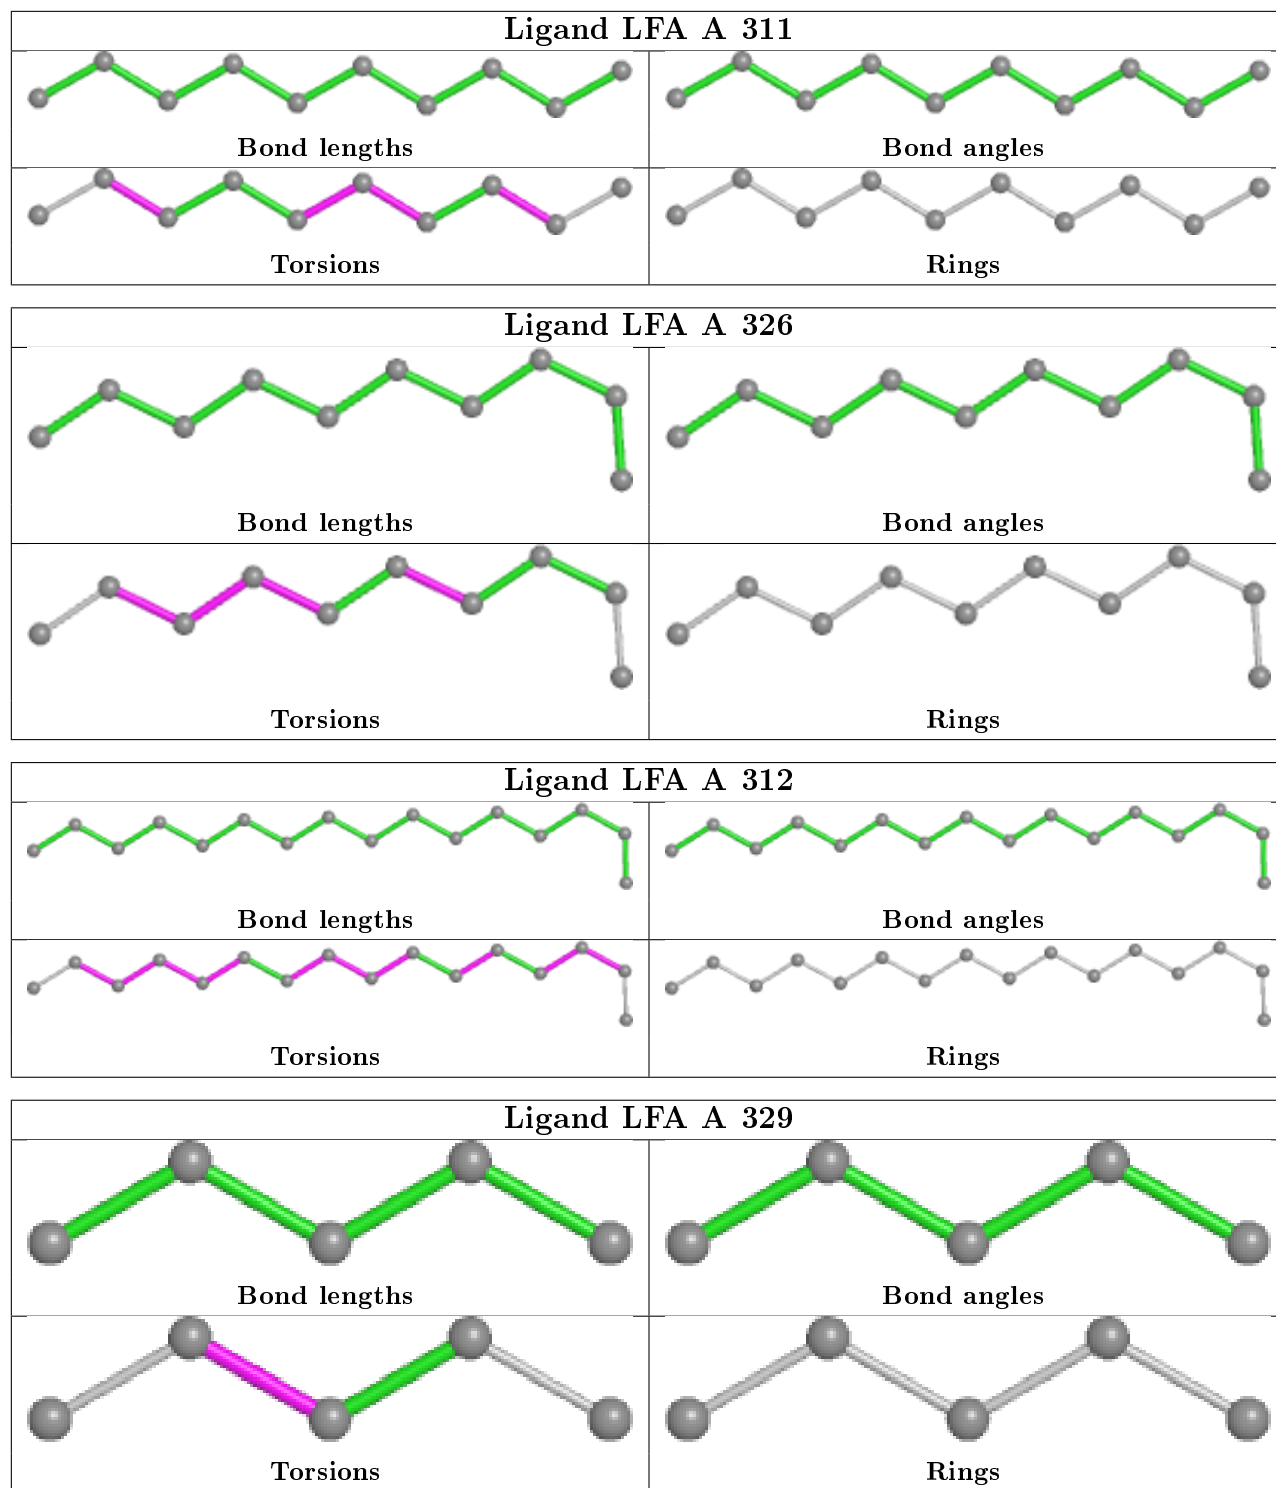 Ligand LFA A 311
Bond lengths
Bond angles
Torsions
Rings
Ligand LFA A 326
Bond lengths
Bond angles
Torsions
Rings
Ligand LFA A 312
Bond lengths
Bond angles
Torsions
Rings
Ligand LFA A 329
Bond lengths
Bond angles
Torsions
Rings